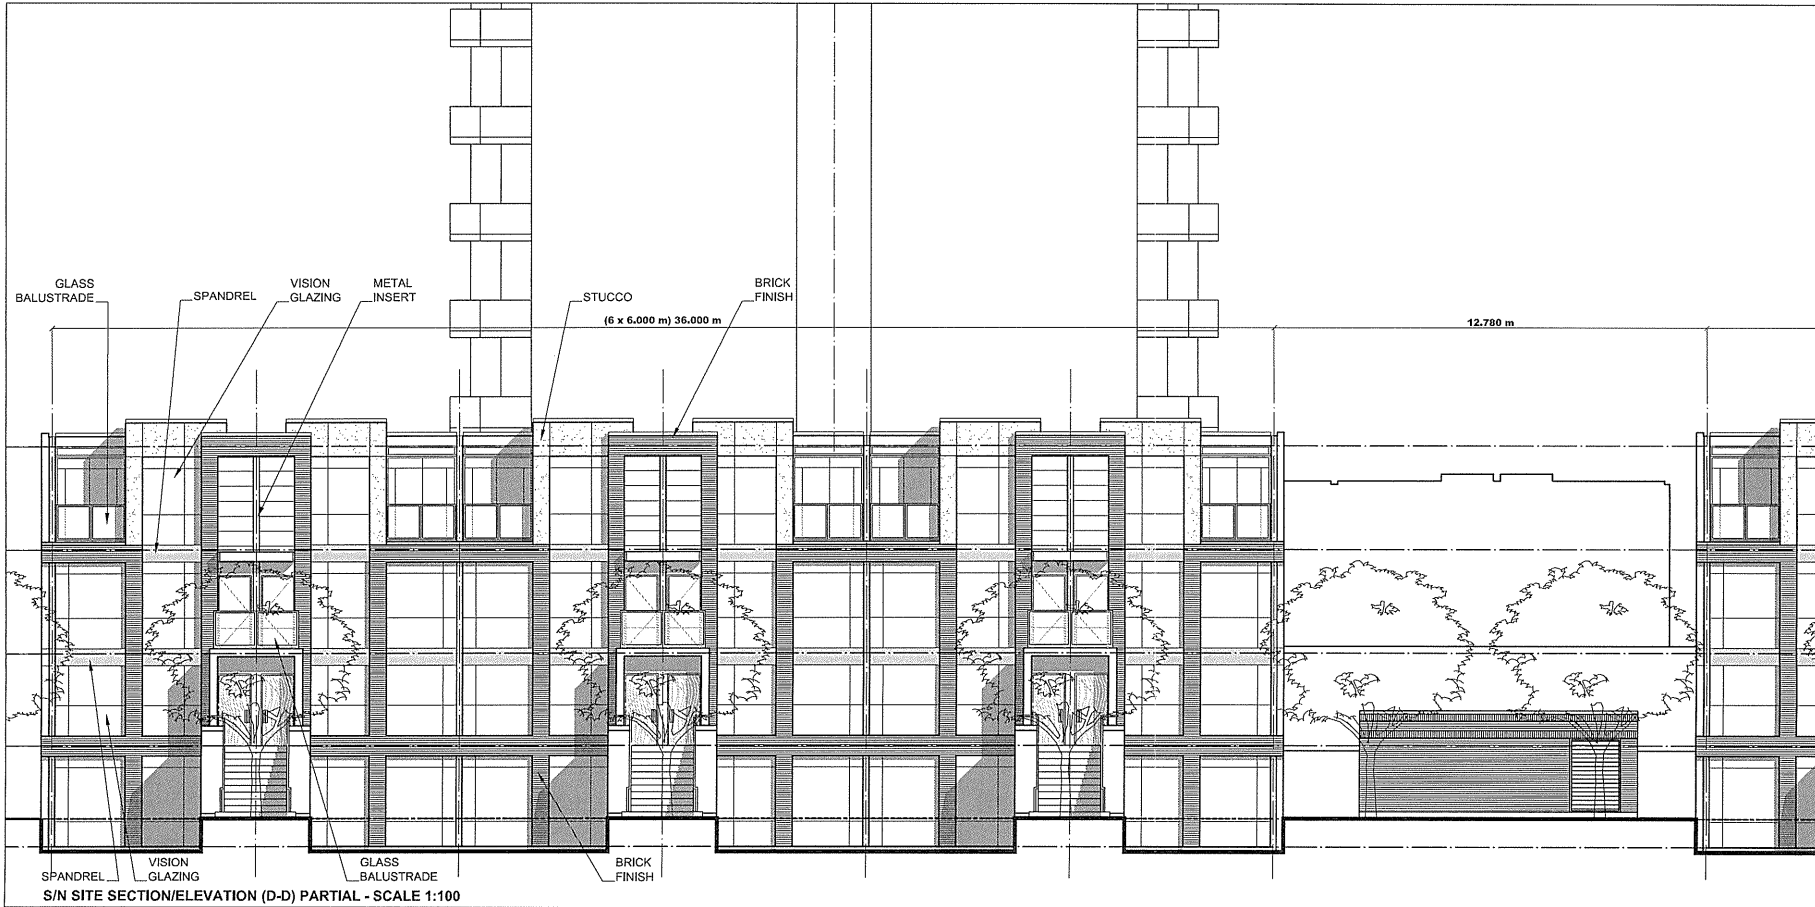 GLASS
BALUSTRADE
SPANDREL
VISION
GLAZING
METAL
INSERT
STUCCO
BRICK
FINISH
(6 x 6.000 m) 36.000 m
12.780 m
SPANDREL
VISION
GLAZING
GLASS
BALUSTRADE
BRICK
FINISH
S/N SITE SECTION/ELEVATION (D-D) PARTIAL - SCALE 1:100